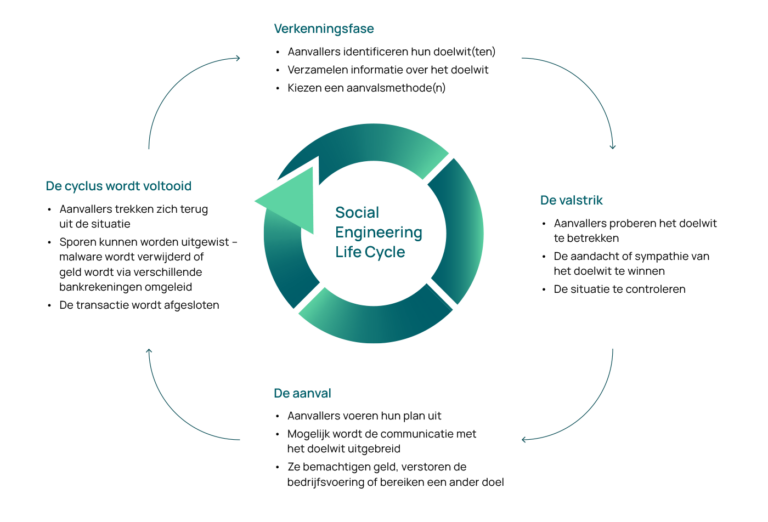 Verkenningsfase
• Aanvallers identificeren hun doelwit(ten)
• Verzamelen informatie over het doelwit
• Kiezen een aanvalsmethode(n)
De valstrik
• Aanvallers proberen het doelwit
te betrekken
• De aandacht of sympathie van
het doelwit te winnen
• De situatie te controleren
De aanval
• Aanvallers voeren hun plan uit
• Mogelijk wordt de communicatie met
het doelwit uitgebreid
• Ze bemachtigen geld, verstoren de
bedrijfsvoering of bereiken een ander doel
De cyclus wordt voltooid
• Aanvallers trekken zich terug
uit de situatie
• Sporen kunnen worden uitgewist –
malware wordt verwijderd of
geld wordt via verschillende
bankrekeningen omgeleid
• De transactie wordt afgesloten
Social
Engineering
Life Cycle